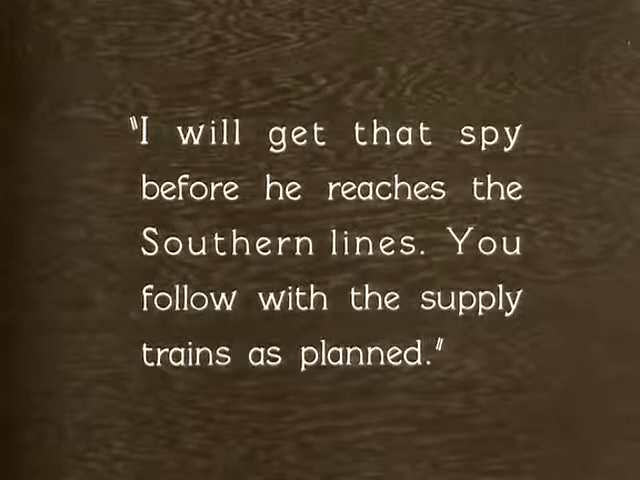 "I will get that spy
before he reaches the
Southern lines. You
follow with the supply
trains as planned."